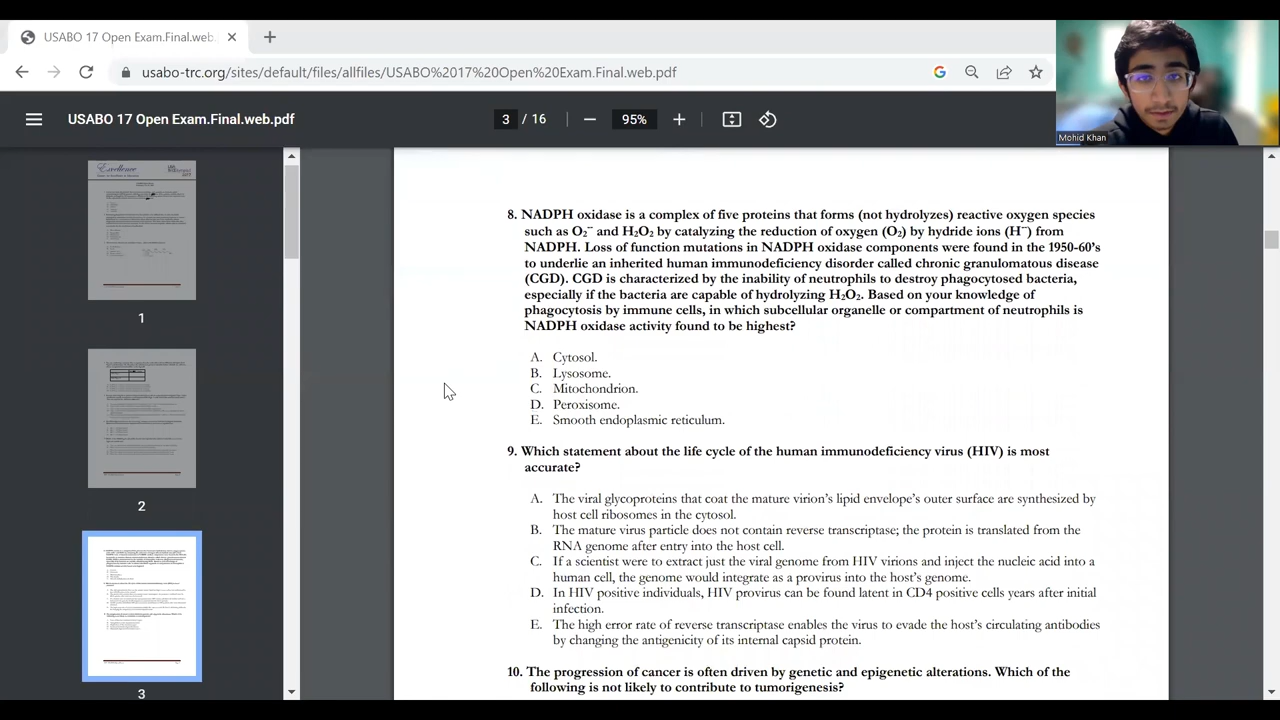 USABO 17 Open Exam.Final.web.
usabo-trc.org/sites/default/files/allfiles/USABO%2017%20Open%20Exam.Final.web.pdf
Mohid Khan
USABO 17 Open Exam.Final.web.pdf
3 / 16
95%
1
2
3
8. NADPH oxidase is a complex of five proteins that forms (not hydrolyzes) reactive oxygen species
such as O₂⁻ and H₂O₂ by catalyzing the reduction of oxygen (O₂) by hydride ions (H⁻) from
NADPH. Loss of function mutations in NADPH oxidase components were found in the 1950-60's
to underlie an inherited human immunodeficiency disorder called chronic granulomatous disease
(CGD). CGD is characterized by the inability of neutrophils to destroy phagocytosed bacteria,
especially if the bacteria are capable of hydrolyzing H₂O₂. Based on your knowledge of
phagocytosis by immune cells, in which subcellular organelle or compartment of neutrophils is
NADPH oxidase activity found to be highest?
A. Cytosol.
B. Lysosome.
C. Mitochondrion.
D. Peroxisome.
E. Smooth endoplasmic reticulum.
9. Which statement about the life cycle of the human immunodeficiency virus (HIV) is most
accurate?
A. The viral glycoproteins that coat the mature virion's lipid envelope's outer surface are synthesized by
host cell ribosomes in the cytosol.
B. The mature virus particle does not contain reverse transcriptase; the protein is translated from the
RNA genome after entry into the host cell.
C. If a scientist were to extract just the viral genome from HIV virions and inject the nucleic acid into a
human cell, the genome would integrate as a provirus into the host's genome.
D. In HIV positive individuals, HIV provirus can be found latent in CD4 positive cells years after initial
infection.
E. The high error rate of reverse transcriptase enables the virus to evade the host's circulating antibodies
by changing the antigenicity of its internal capsid protein.
10. The progression of cancer is often driven by genetic and epigenetic alterations. Which of the
following is not likely to contribute to tumorigenesis?